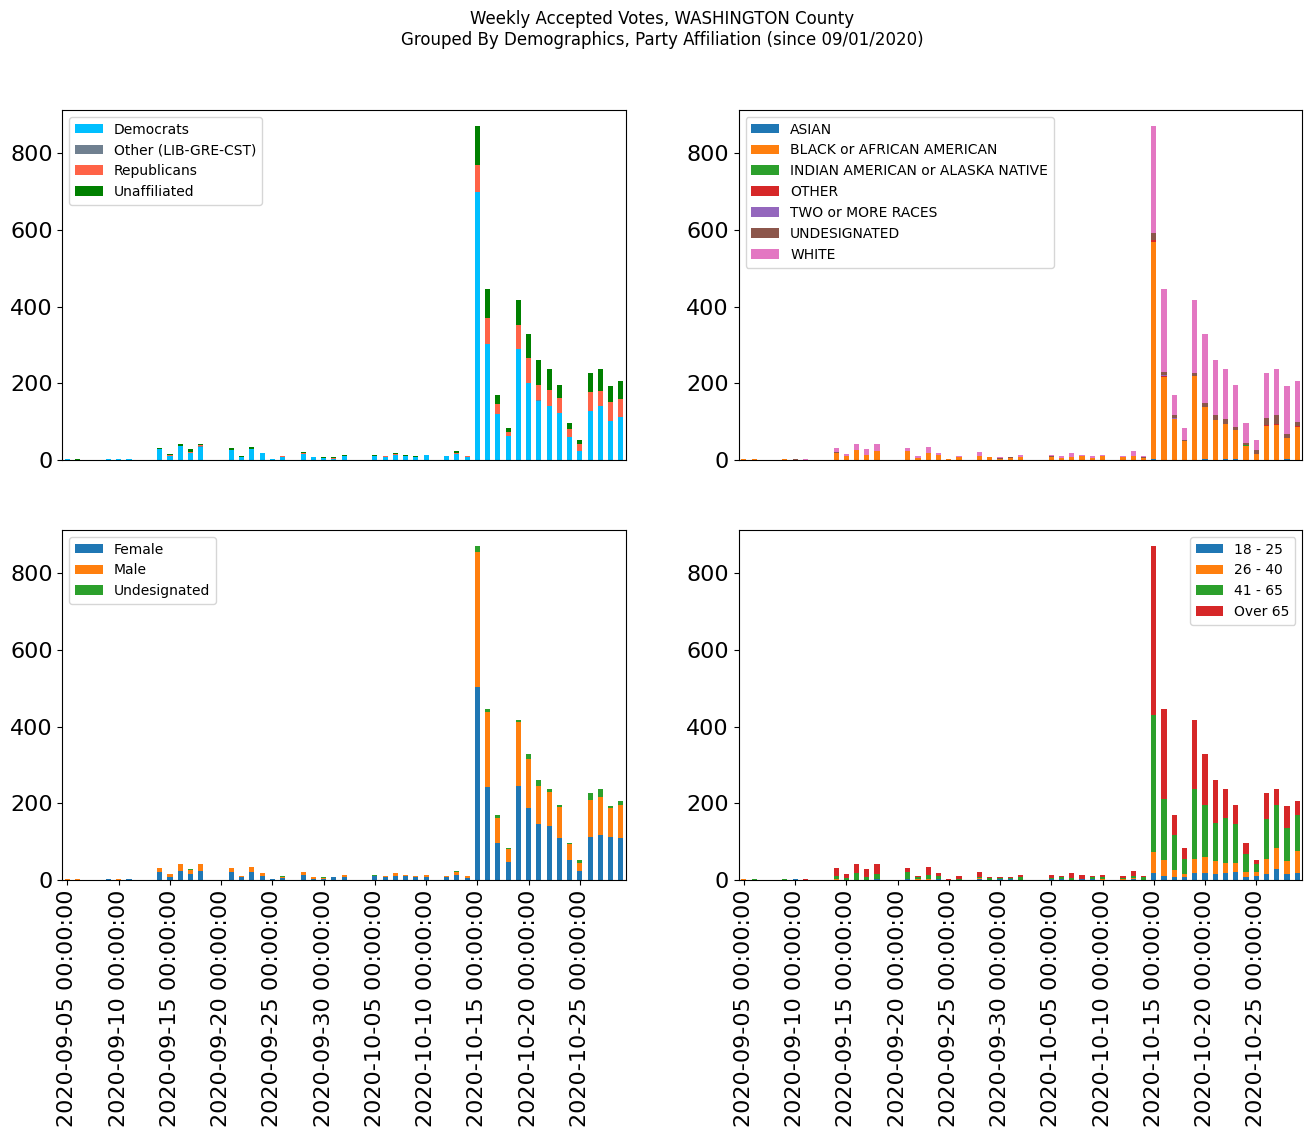 Weekly Accepted Votes, WASHINGTON County
Grouped By Demographics, Party Affiliation (since 09/01/2020)
Democrats
Other (LIB-GRE-CST)
Republicans
Unaffiliated
800
600
400
200
0
ASIAN
BLACK or AFRICAN AMERICAN
INDIAN AMERICAN or ALASKA NATIVE
OTHER
TWO or MORE RACES
UNDESIGNATED
WHITE
800
600
400
200
0
Female
Male
Undesignated
800
600
400
200
0
2020-09-05 00:00:00
2020-09-10 00:00:00
2020-09-15 00:00:00
2020-09-20 00:00:00
2020-09-25 00:00:00
2020-09-30 00:00:00
2020-10-05 00:00:00
2020-10-10 00:00:00
2020-10-15 00:00:00
2020-10-20 00:00:00
2020-10-25 00:00:00
18 - 25
26 - 40
41 - 65
Over 65
800
600
400
200
0
2020-09-05 00:00:00
2020-09-10 00:00:00
2020-09-15 00:00:00
2020-09-20 00:00:00
2020-09-25 00:00:00
2020-09-30 00:00:00
2020-10-05 00:00:00
2020-10-10 00:00:00
2020-10-15 00:00:00
2020-10-20 00:00:00
2020-10-25 00:00:00